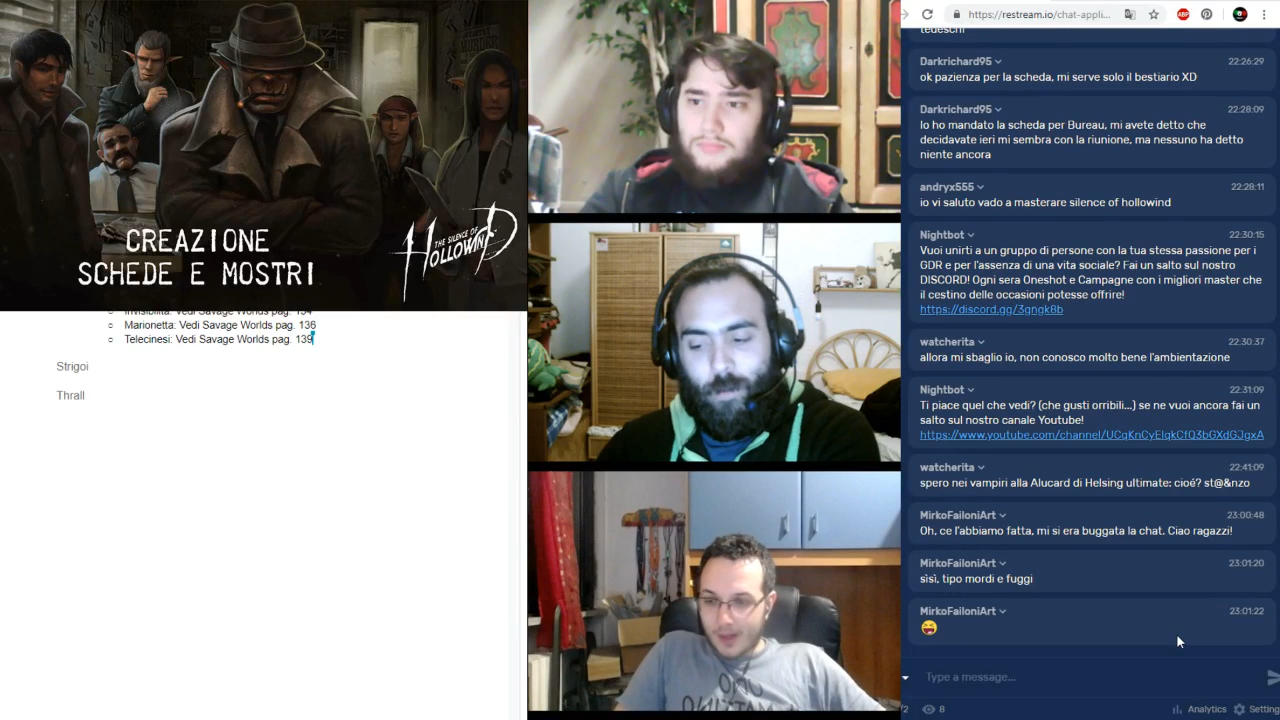 CREAZIONE
SCHEDE E MOSTRI
THE SILENCE OF
HOLLOWIND
Marionetta: Vedi Savage Worlds pag. 136
Telecinesi: Vedi Savage Worlds pag. 139
Strigoi
Thrall
https://restream.io/chat-appli...
ABP
tedeschi
Darkrichard95
22:26:29
ok pazienza per la scheda, mi serve solo il bestiario XD
Darkrichard95
22:28:09
Io ho mandato la scheda per Bureau, mi avete detto che
decidavate ieri mi sembra con la riunione, ma nessuno ha detto
niente ancora
andryx555
22:28:11
io vi saluto vado a masterare silence of hollowind
Nightbot
22:30:15
Vuoi unirti a un gruppo di persone con la tua stessa passione per i
GDR e per l'assenza di una vita sociale? Fai un salto sul nostro
DISCORD! Ogni sera Oneshot e Campagne con i migliori master che
il cestino delle occasioni potesse offrire!
https://discord.gg/3qngk8b
watcherita
22:30:37
allora mi sbaglio io, non conosco molto bene l'ambientazione
Nightbot
22:31:09
Ti piace quel che vedi? (che gusti orribili...) se ne vuoi ancora fai un
salto sul nostro canale Youtube!
watcherita
22:41:09
spero nei vampiri alla Alucard di Helsing ultimate: cioé? st@&nzo
MirkoFailoniArt
23:00:48
Oh, ce l'abbiamo fatta, mi si era buggata la chat. Ciao ragazzi!
MirkoFailoniArt
23:01:20
sìsì, tipo mordi e fuggi
MirkoFailoniArt
23:01:22
😆
Type a message...
/2
8
Analytics
Setting